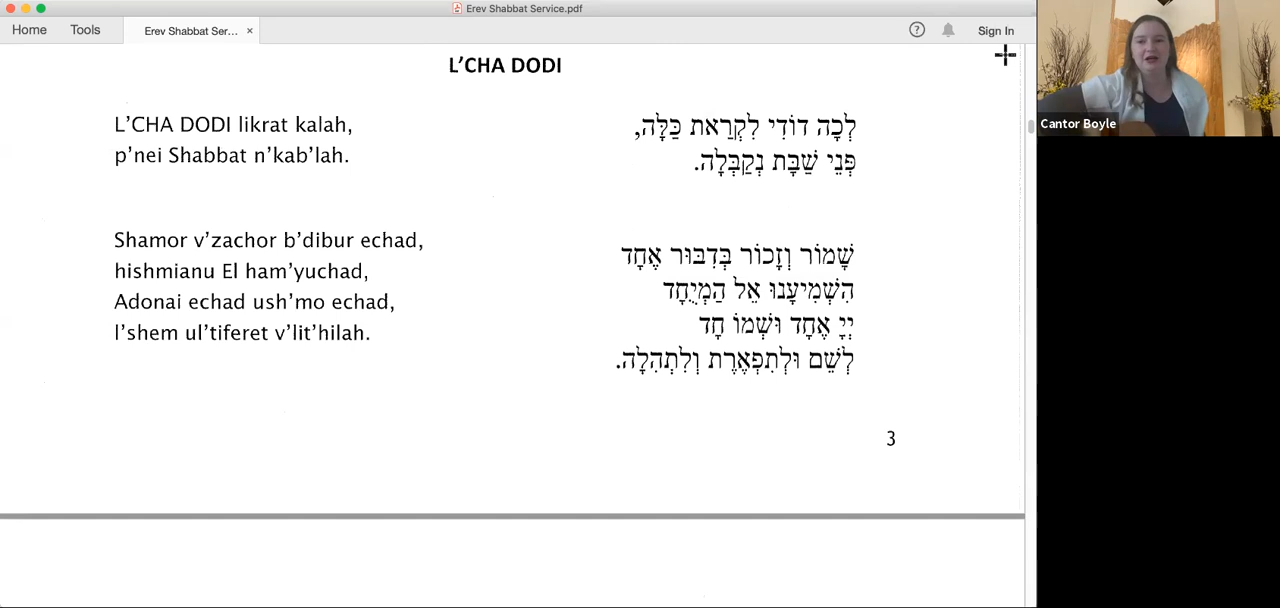 Erev Shabbat Service.pdf
Home Tools Erev Shabbat Ser... × ? Sign In
L'CHA DODI
L'CHA DODI likrat kalah,
p'nei Shabbat n'kab'lah.
לְכָה דוֹדִי לִקְרַאת כַּלָּה,
פְּנֵי שַׁבָּת נְקַבְּלָה.
Shamor v'zachor b'dibur echad,
hishmianu El ham'yuchad,
Adonai echad ush'mo echad,
l'shem ul'tiferet v'lit'hilah.
שָׁמוֹר וְזָכוֹר בְּדִבּוּר אֶחָד
הִשְׁמִיעָנוּ אֵל הַמְיֻחָד
יְיָ אֶחָד וּשְׁמוֹ חָד
לְשֵׁם וּלְתִפְאֶרֶת וְלִתְהִלָּה.
3
Cantor Boyle